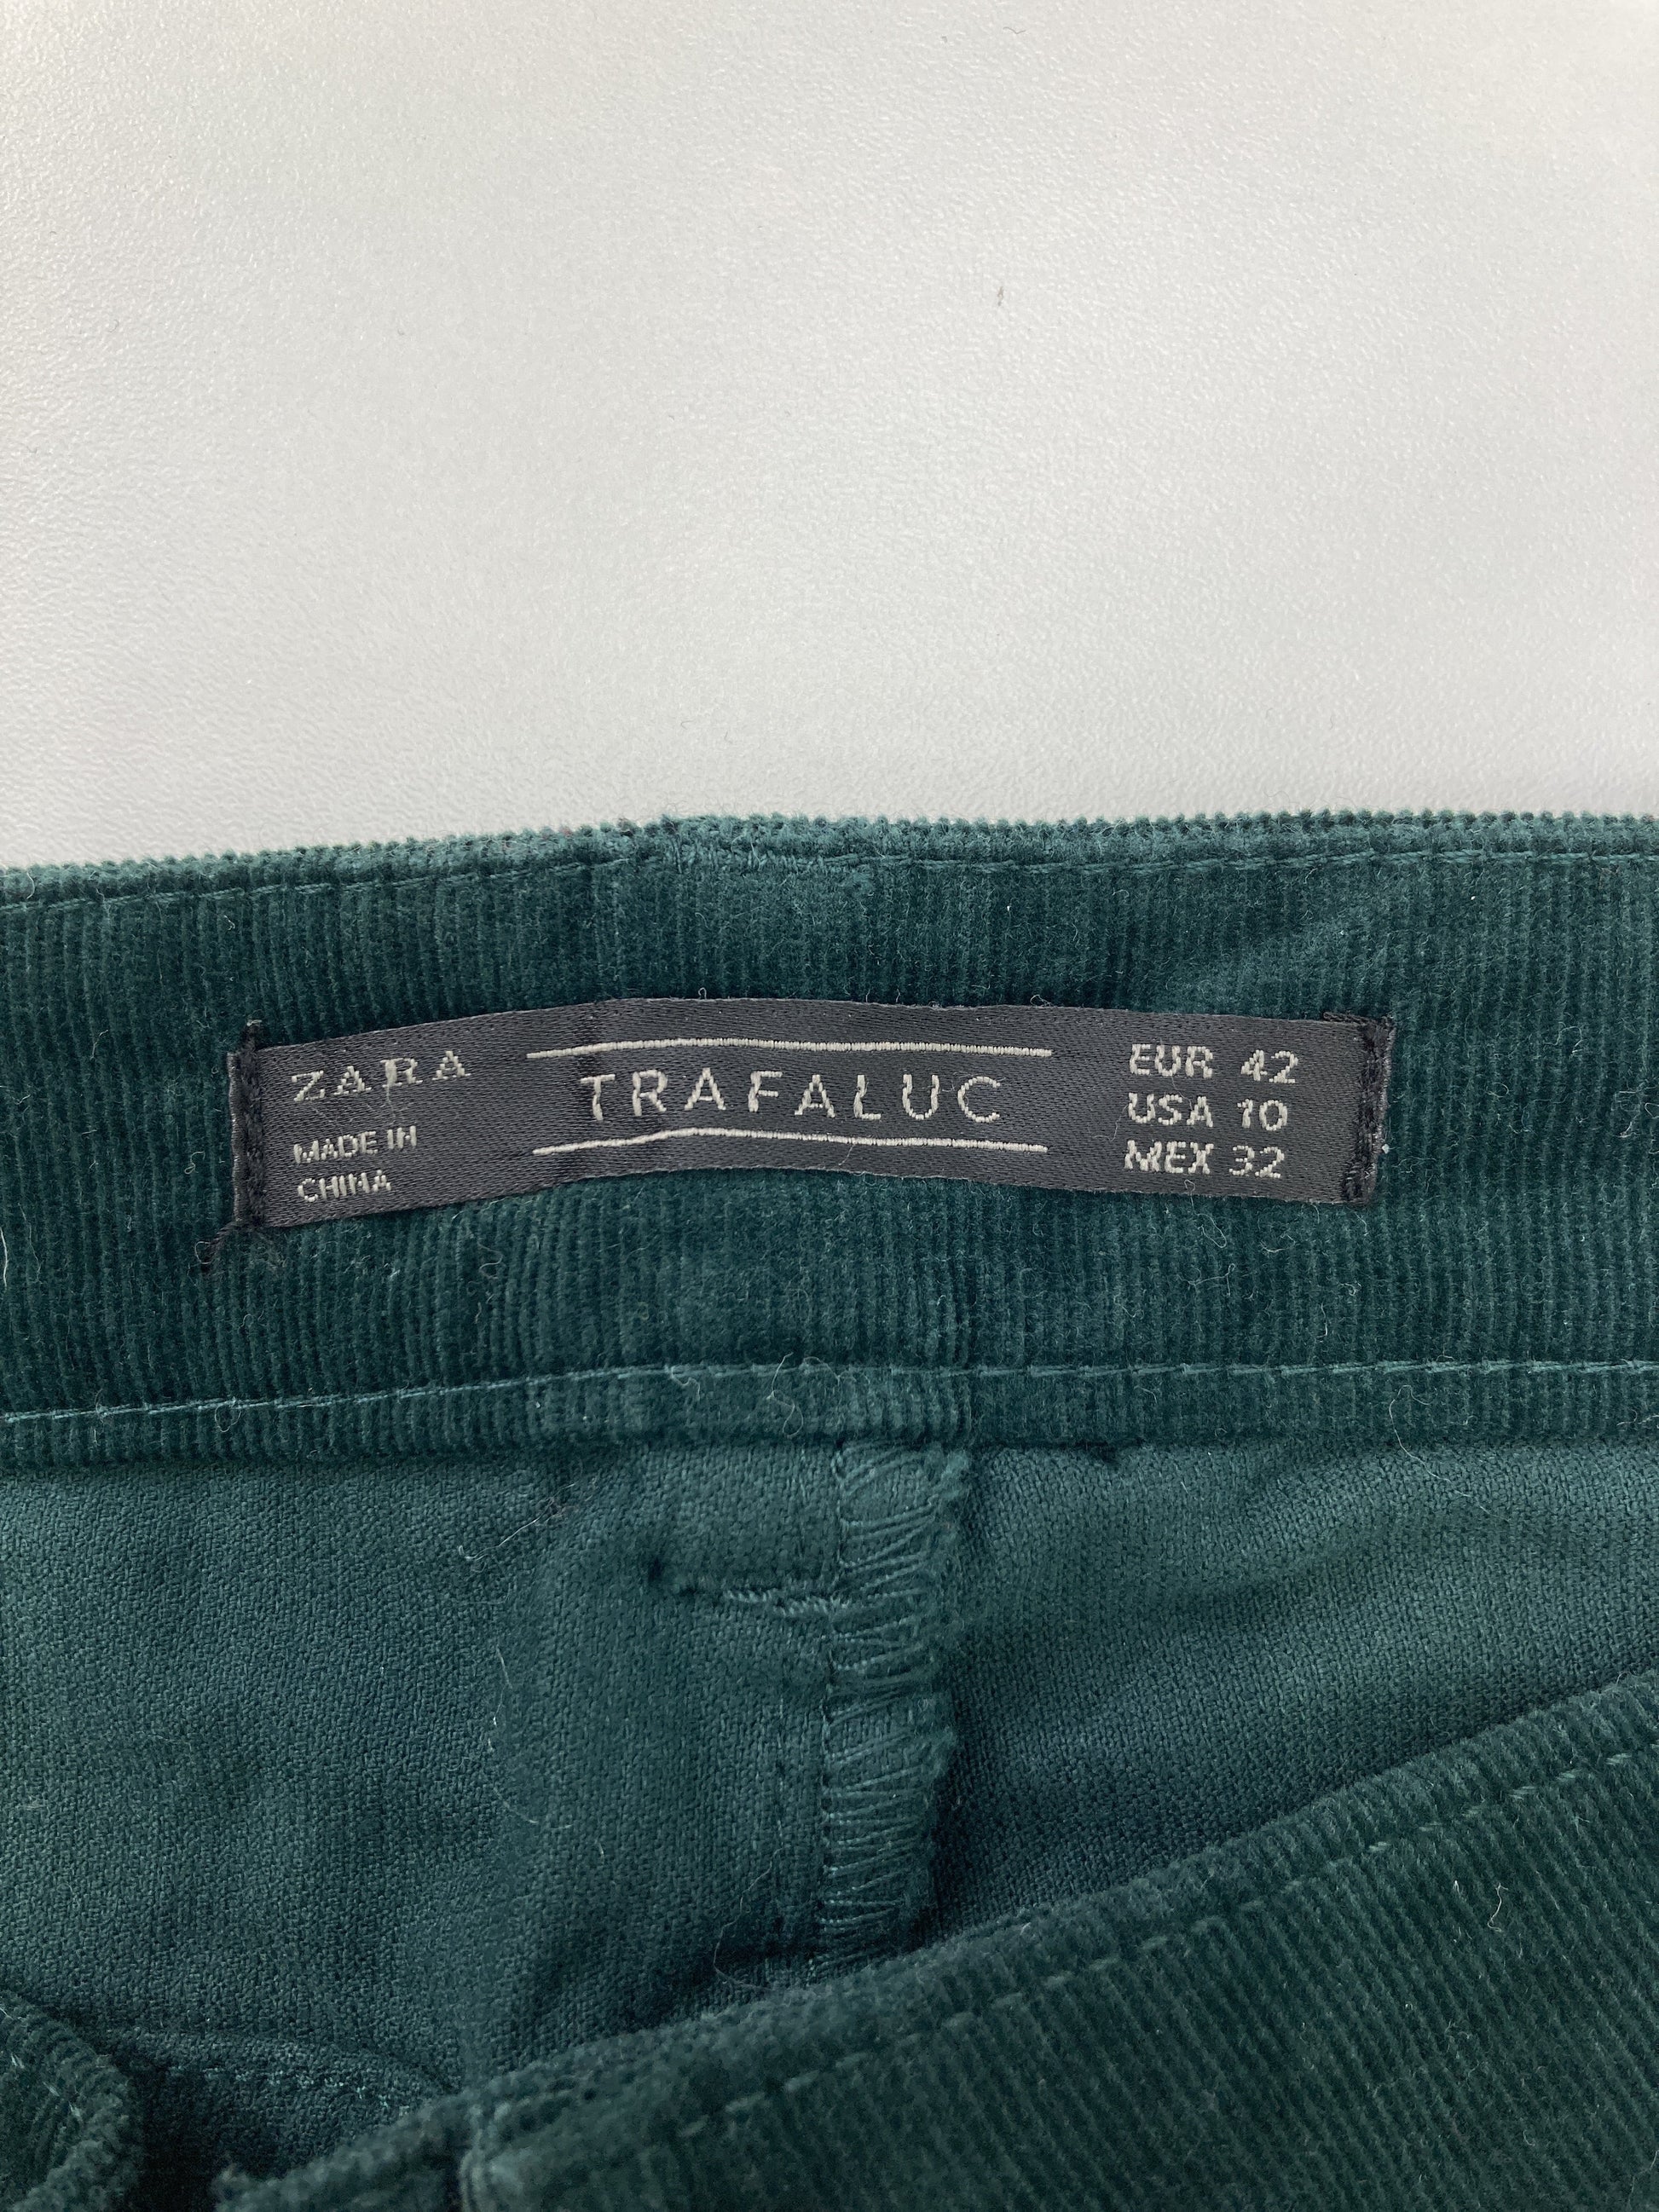 ZARA
MADE IN
CHINA
TRAFALUC
EUR 42
USA 10
MEX 32